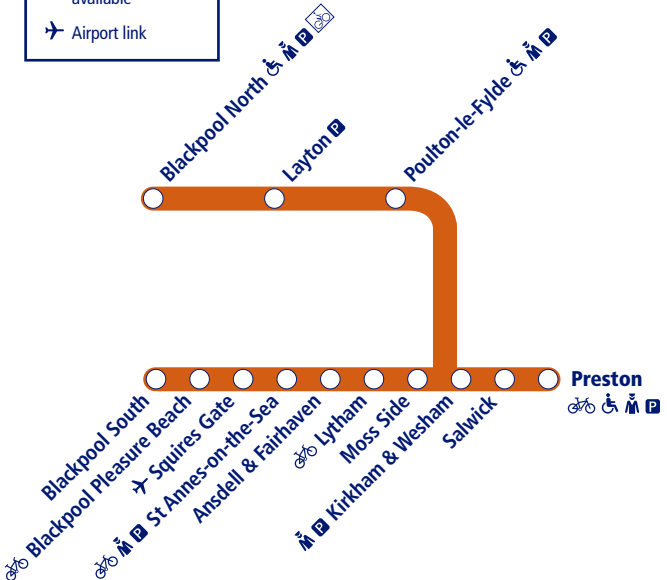 available
Airport link
Blackpool North P
Layton P
Poulton-le-Fylde P
Preston
P
Blackpool South
Blackpool Pleasure Beach
Squires Gate
P St Annes-on-the-Sea
Ansdell & Fairhaven
Lytham
Moss Side
P Kirkham & Wesham
Salwick